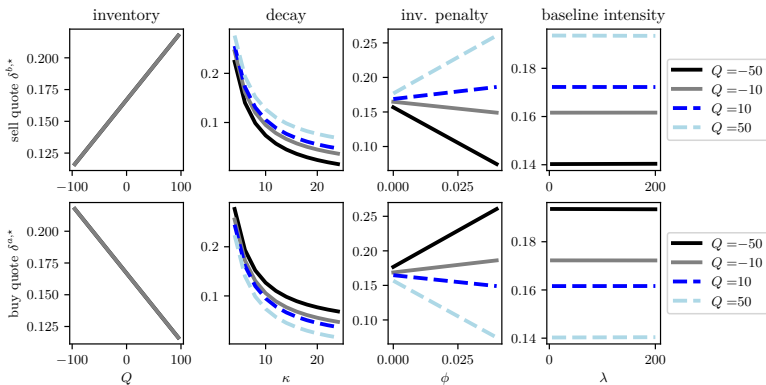 inventory decay inv. penalty baseline intensity
sell quote δ^{b,*}
0.200
0.175
0.150
0.125
−100 0 100
0.2
0.1
10 20
0.25
0.20
0.15
0.10
0.000 0.025
0.18
0.16
0.14
0 200
Q =−50
Q =−10
Q =10
Q =50
buy quote δ^{a,*}
0.200
0.175
0.150
0.125
−100 0 100
Q
0.2
0.1
10 20
κ
0.25
0.20
0.15
0.10
0.000 0.025
ϕ
0.18
0.16
0.14
0 200
λ
Q =−50
Q =−10
Q =10
Q =50